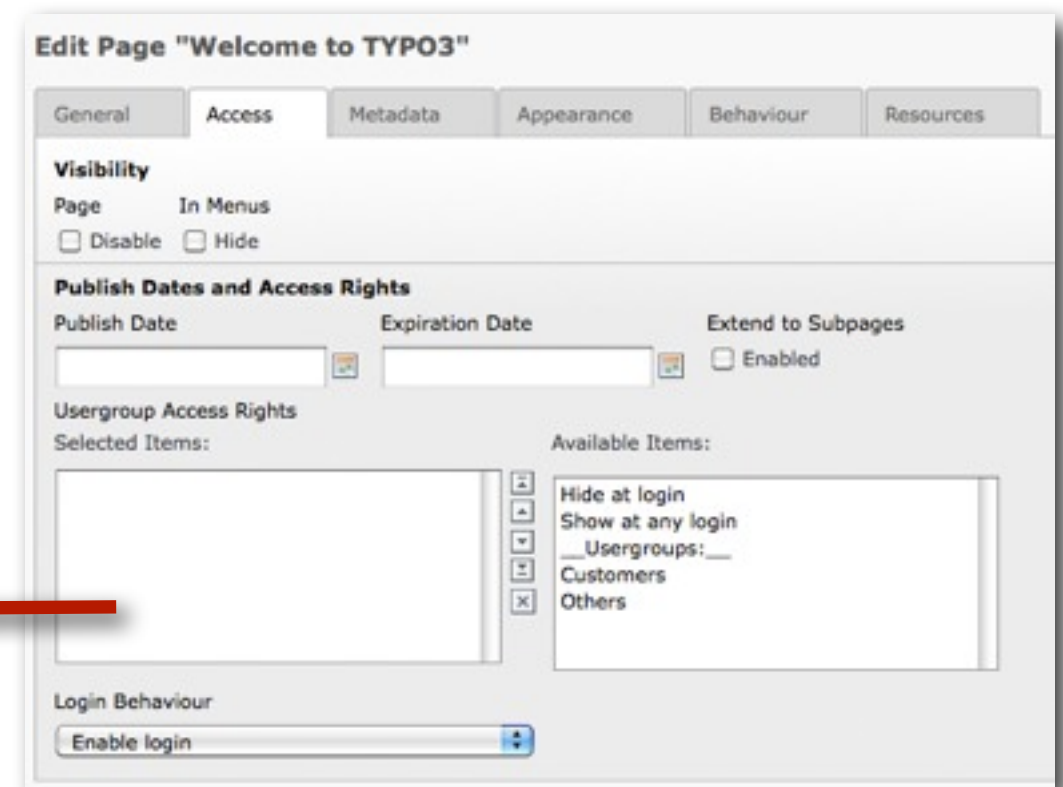 Edit Page "Welcome to TYPO3"
General Access Metadata Appearance Behaviour Resources
Visibility
Page In Menus
Disable Hide
Publish Dates and Access Rights
Publish Date Expiration Date Extend to Subpages
Enabled
Usergroup Access Rights
Selected Items: Available Items:
Hide at login
Show at any login
__Usergroups:__
Customers
Others
Login Behaviour
Enable login